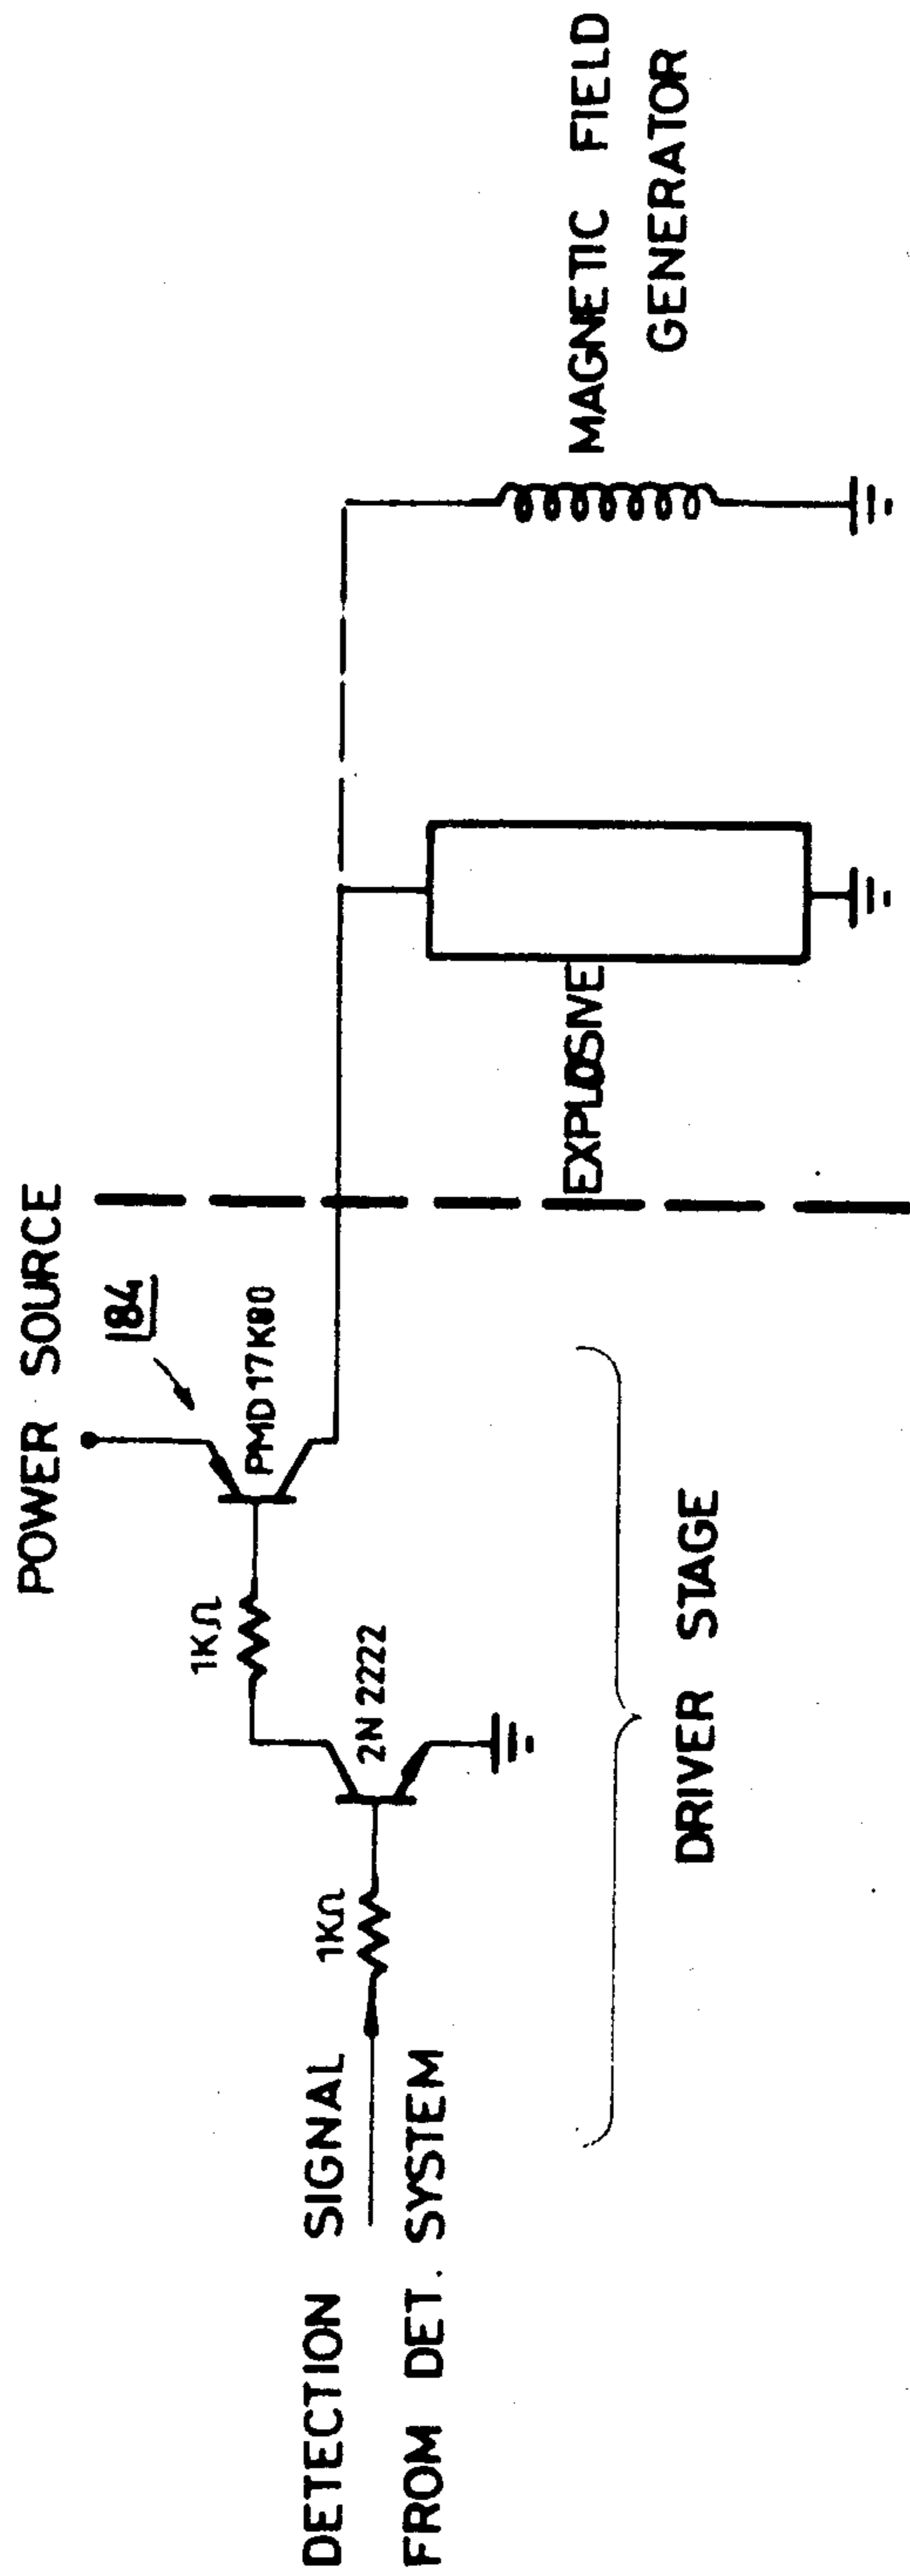 POWER SOURCE
184
PMD 17K80
1KΩ
2N 2222
1KΩ
DETECTION SIGNAL
FROM DET. SYSTEM
DRIVER STAGE
EXPLOSIVE
MAGNETIC FIELD
GENERATOR